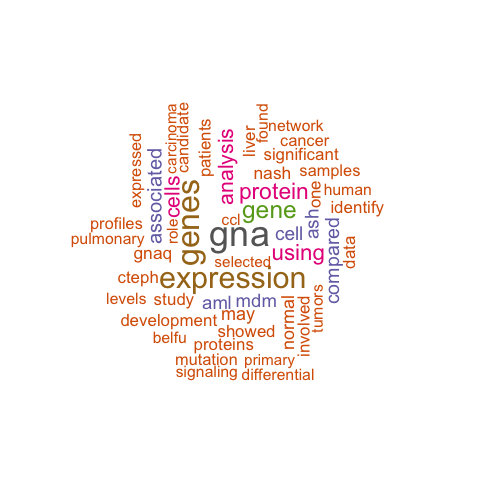 expressed
associated
carcinoma
candidate
cells
role
genes
patients
analysis
liver
found
network
cancer
significant
nash
samples
protein
one
human
gene
identify
ccl
ash
profiles
pulmonary
gnaq
gna
cell
using
compared
data
selected
cteph
expression
levels
study
aml
mdm
may
normal
involved
tumors
development
showed
belfu
proteins
mutation
primary
signaling
differential